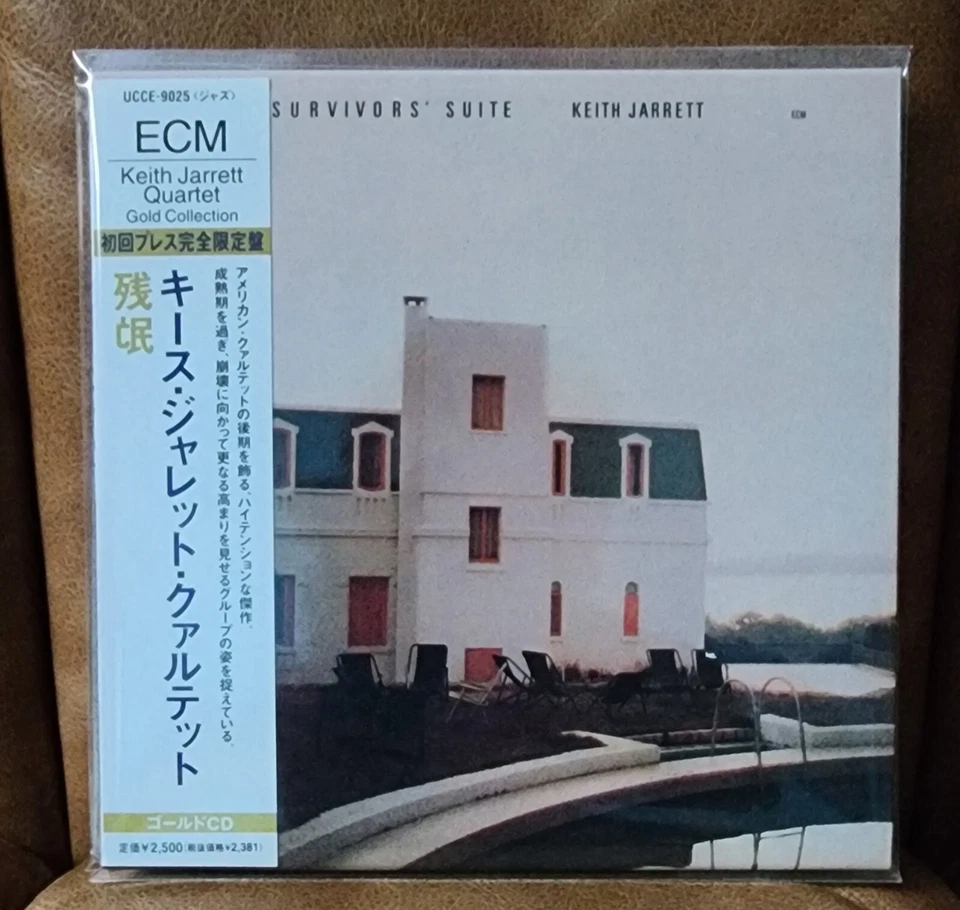 UCCE-9025〈ジャズ〉
ECM
Keith Jarrett
Quartet
Gold Collection
初回プレス完全限定盤
アメリカン・クァルテットの後期を飾る、ハイテンションな傑作。
成熟期を過ぎ、崩壊に向かって更なる高まりを見せるグループの姿を捉えている。
キース・ジャレット・クァルテット
残氓
ゴールドCD
定価¥2,500(税抜価格¥2,381)
SURVIVORS' SUITE KEITH JARRETT ECM